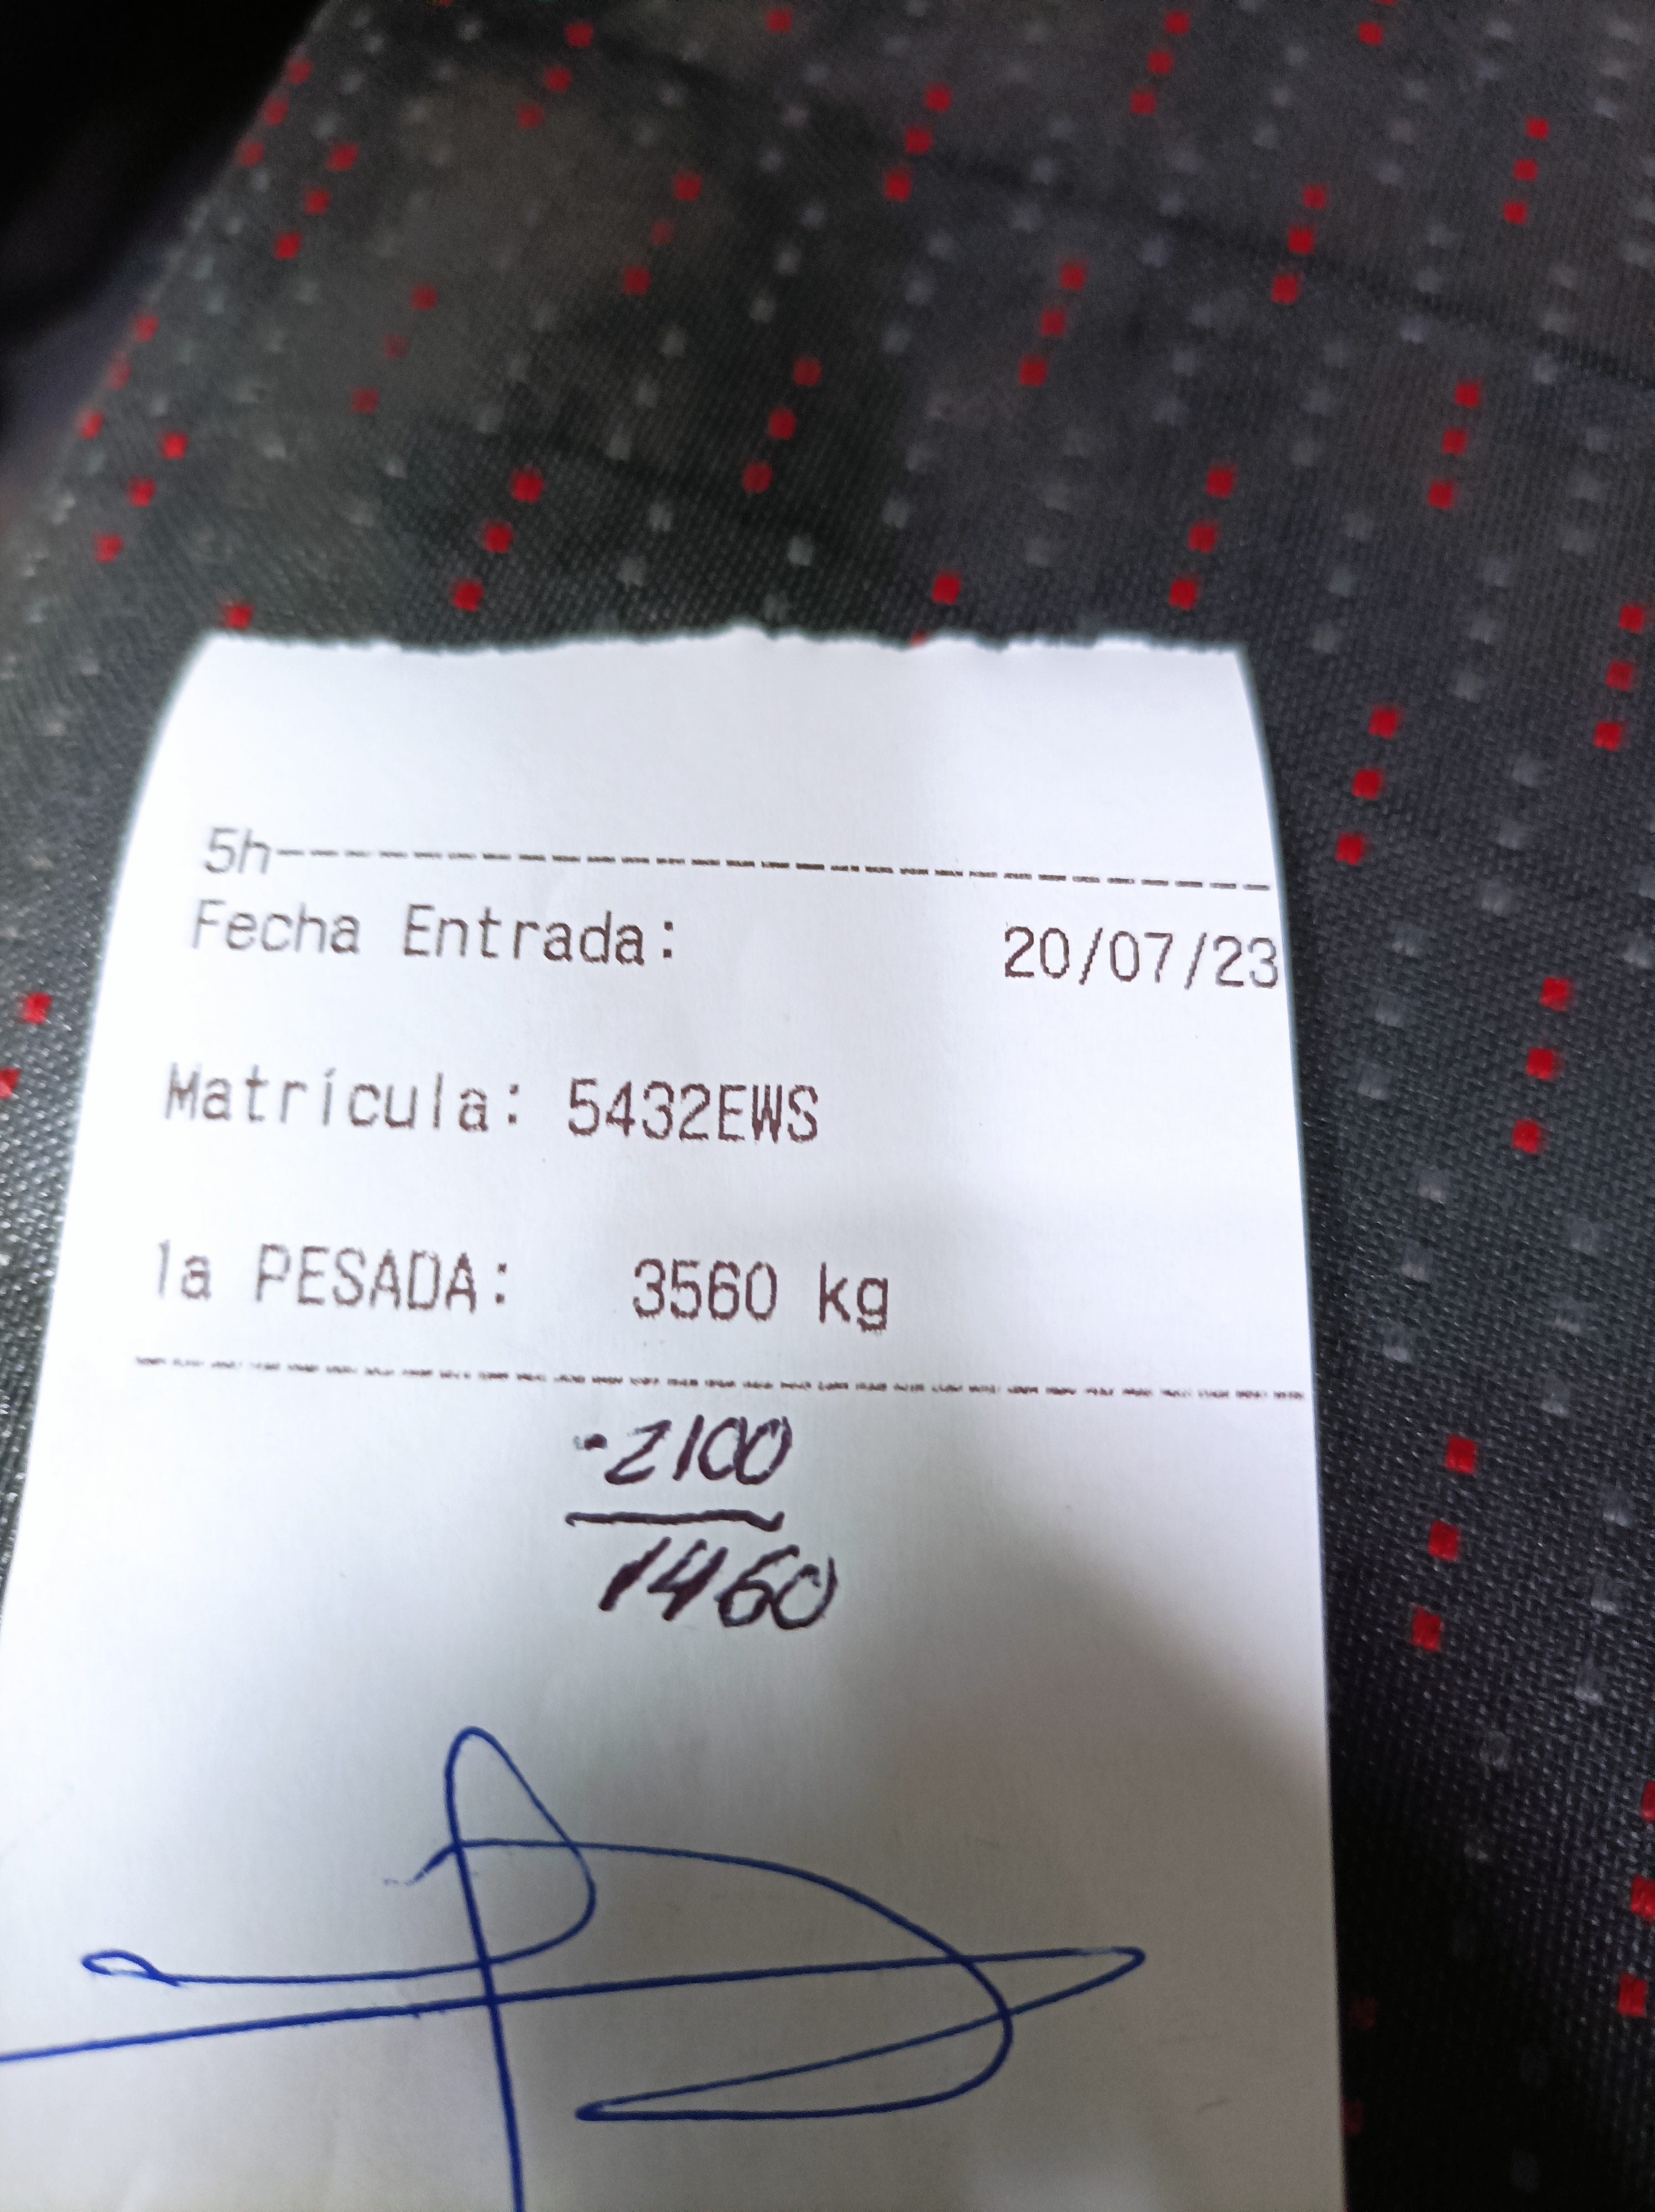 5h-----------------------------
Fecha Entrada: 20/07/23
Matrícula: 5432EWS
1a PESADA: 3560 kg
-2100
1460